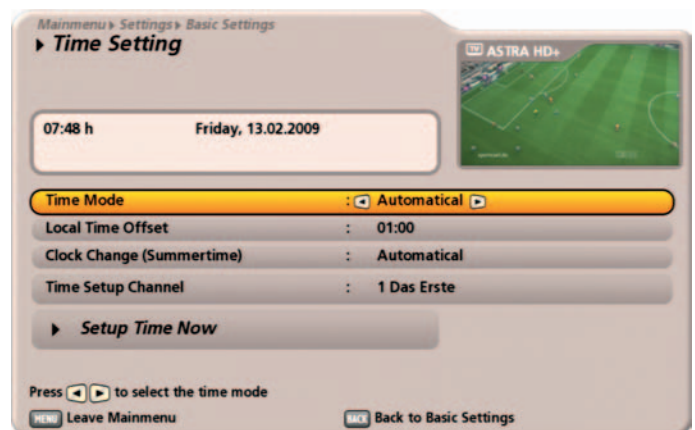 Mainmenu Settings Basic Settings
Time Setting
TV ASTRA HD+
07:48 h Friday, 13.02.2009
Time Mode : Automatical
Local Time Offset : 01:00
Clock Change (Summertime) : Automatical
Time Setup Channel : 1 Das Erste
Setup Time Now
Press to select the time mode
MENU Leave Mainmenu BACK Back to Basic Settings